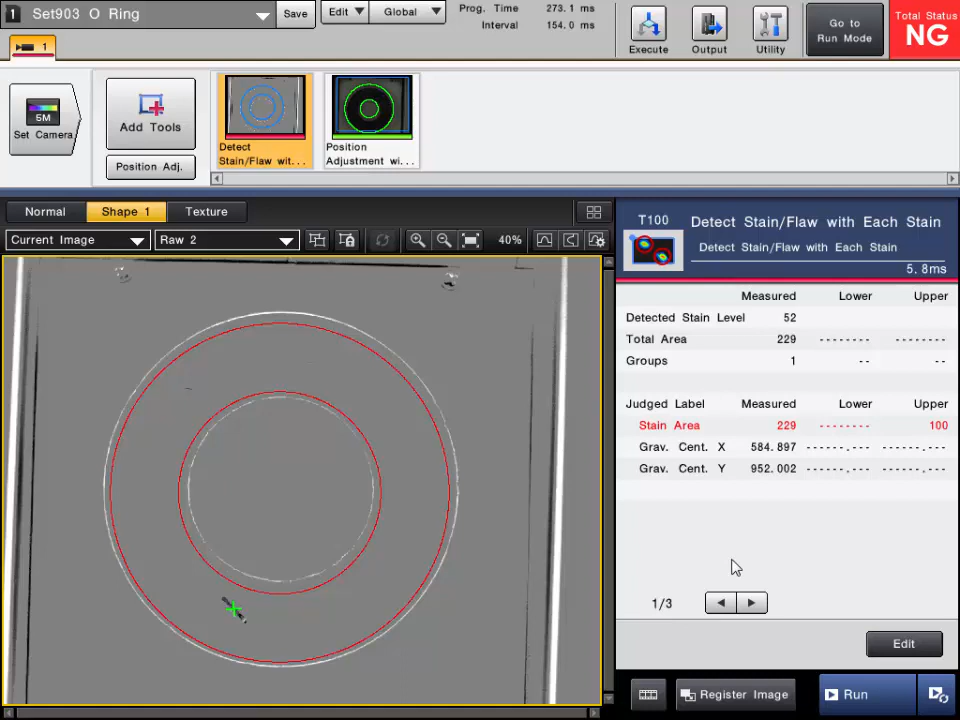 1 Set903 O Ring Save Edit Global Prog. Time 273.1 ms
Interval 154.0 ms
Execute Output Utility
Go to
Run Mode
Total Status
NG
1
5M
Set Camera
Add Tools
Position Adj.
Detect
Stain/Flaw wit...
Position
Adjustment wi...
Normal Shape 1 Texture
Current Image Raw 2 40%
T100 Detect Stain/Flaw with Each Stain
Detect Stain/Flaw with Each Stain
5.8ms
Measured Lower Upper
Detected Stain Level 52
Total Area 229 -------- --------
Groups 1 -- --
Judged Label Measured Lower Upper
Stain Area 229 -------- 100
Grav. Cent. X 584.897 ------.--- ------.---
Grav. Cent. Y 952.002 ------.--- ------.---
1/3
Edit
Register Image Run